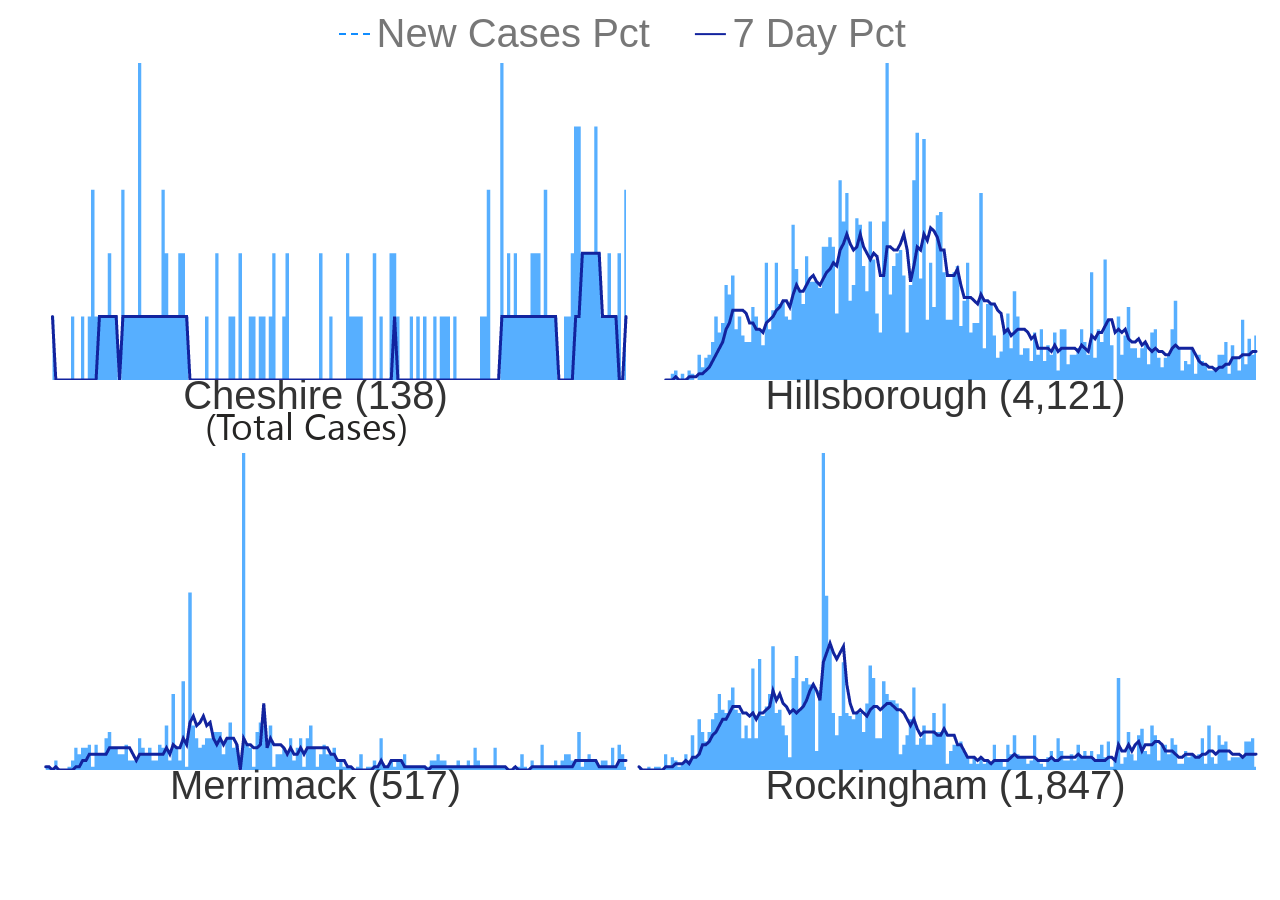 New Cases Pct 7 Day Pct
Cheshire (138)
(Total Cases)
Hillsborough (4,121)
Merrimack (517)
Rockingham (1,847)